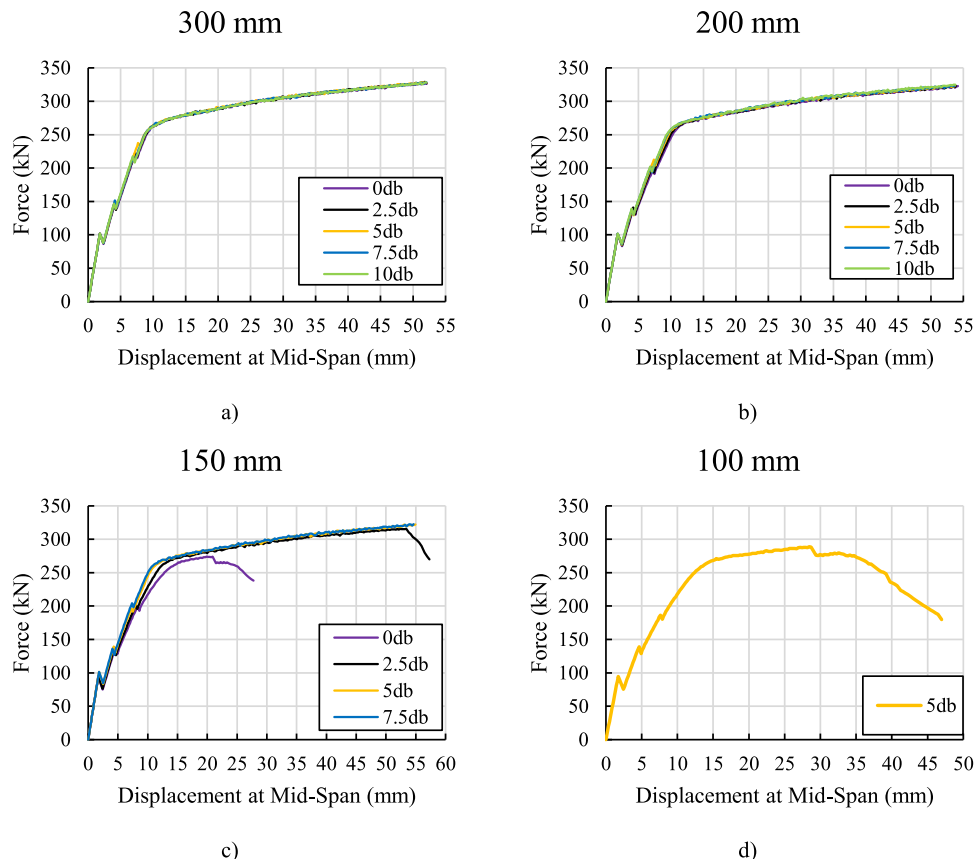 300 mm
350
300
250
200
150
100
50
0
Force (kN)
0db
2.5db
5db
7.5db
10db
0 5 10 15 20 25 30 35 40 45 50 55
Displacement at Mid-Span (mm)
a)
200 mm
350
300
250
200
150
100
50
0
Force (kN)
0db
2.5db
5db
7.5db
10db
0 5 10 15 20 25 30 35 40 45 50 55
Displacement at Mid-Span (mm)
b)
150 mm
350
300
250
200
150
100
50
0
Force (kN)
0db
2.5db
5db
7.5db
0 5 10 15 20 25 30 35 40 45 50 55 60
Displacement at Mid-Span (mm)
c)
100 mm
350
300
250
200
150
100
50
0
Force (kN)
5db
0 5 10 15 20 25 30 35 40 45 50
Displacement at Mid-Span (mm)
d)